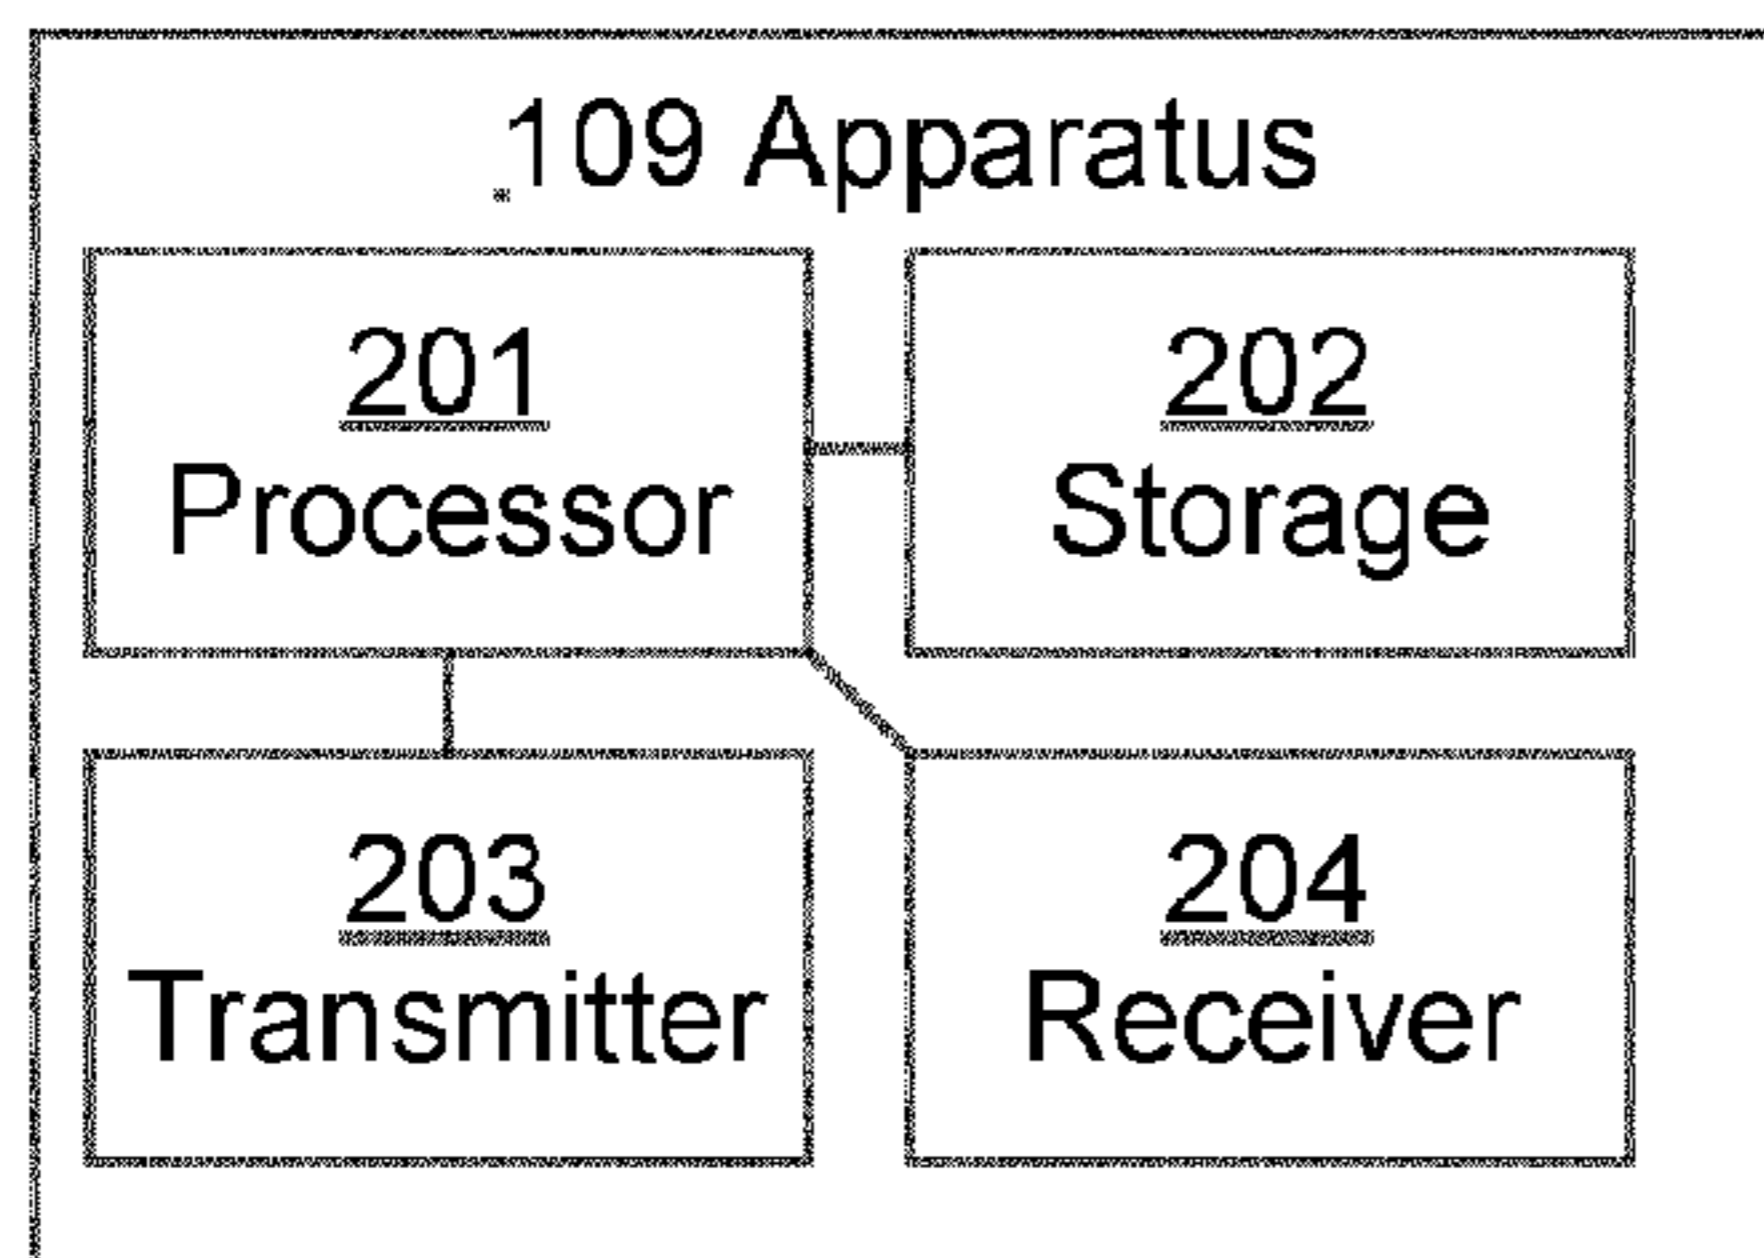 109 Apparatus
201
Processor
202
Storage
203
Transmitter
204
Receiver